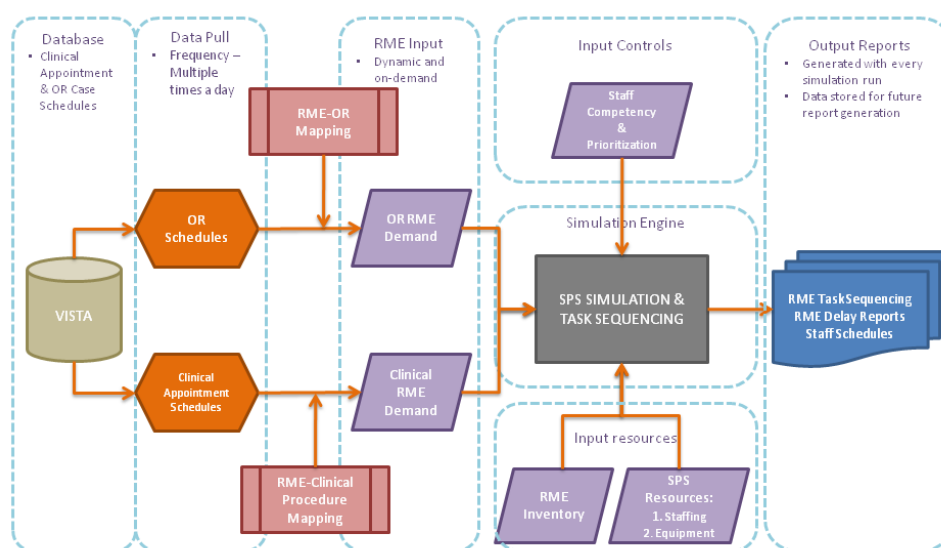 Database
• Clinical
Appointment
& OR Case
Schedules
Data Pull
• Frequency –
Multiple
times a day
RME Input
• Dynamic and
on-demand
Input Controls
Output Reports
• Generated with every
simulation run
• Data stored for future
report generation
RME-OR
Mapping
Staff
Competency
&
Prioritization
OR
Schedules
OR RME
Demand
Simulation Engine
VISTA
SPS SIMULATION &
TASK SEQUENCING
RME Task Sequencing
RME Delay Reports
Staff Schedules
Clinical
Appointment
Schedules
Clinical
RME
Demand
Input resources
RME-Clinical
Procedure
Mapping
RME
Inventory
SPS
Resources:
1. Staffing
2. Equipment